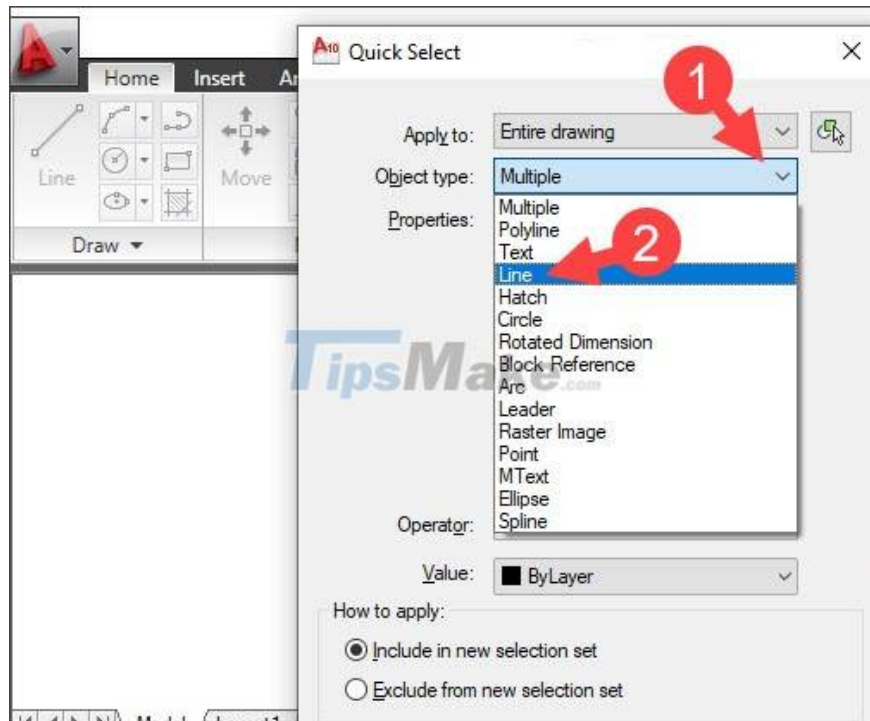 A10 Quick Select
Home Insert
Line
Move
Draw
1
Apply to: Entire drawing
Object type: Multiple
Properties:
Multiple
Polyline
Text
Line
2
Hatch
Circle
Rotated Dimension
Block Reference
Arc
Leader
Raster Image
Point
MText
Ellipse
Spline
TipsMake.com
Operator:
Value: ByLayer
How to apply:
Include in new selection set
Exclude from new selection set